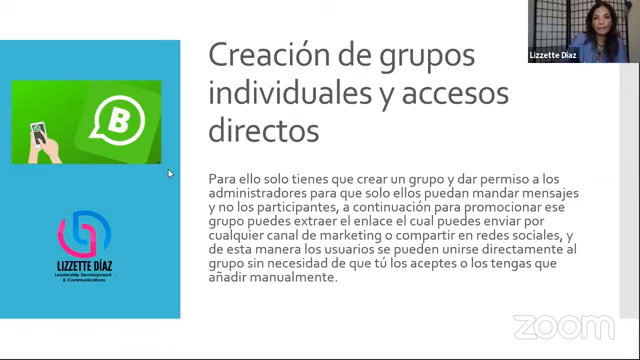 Lizzette Díaz
Creación de grupos
individuales y accesos
directos
B
Para ello solo tienes que crear un grupo y dar permiso a los
administradores para que solo ellos puedan mandar mensajes
y no los participantes, a continuación para promocionar ese
grupo puedes extraer el enlace el cual puedes enviar por
cualquier canal de marketing o compartir en redes sociales, y
de esta manera los usuarios se pueden unirse directamente al
grupo sin necesidad de que tú los aceptes o los tengas que
añadir manualmente.
LIZZETTE DÍAZ
Leadership Development
& Communications
zoom